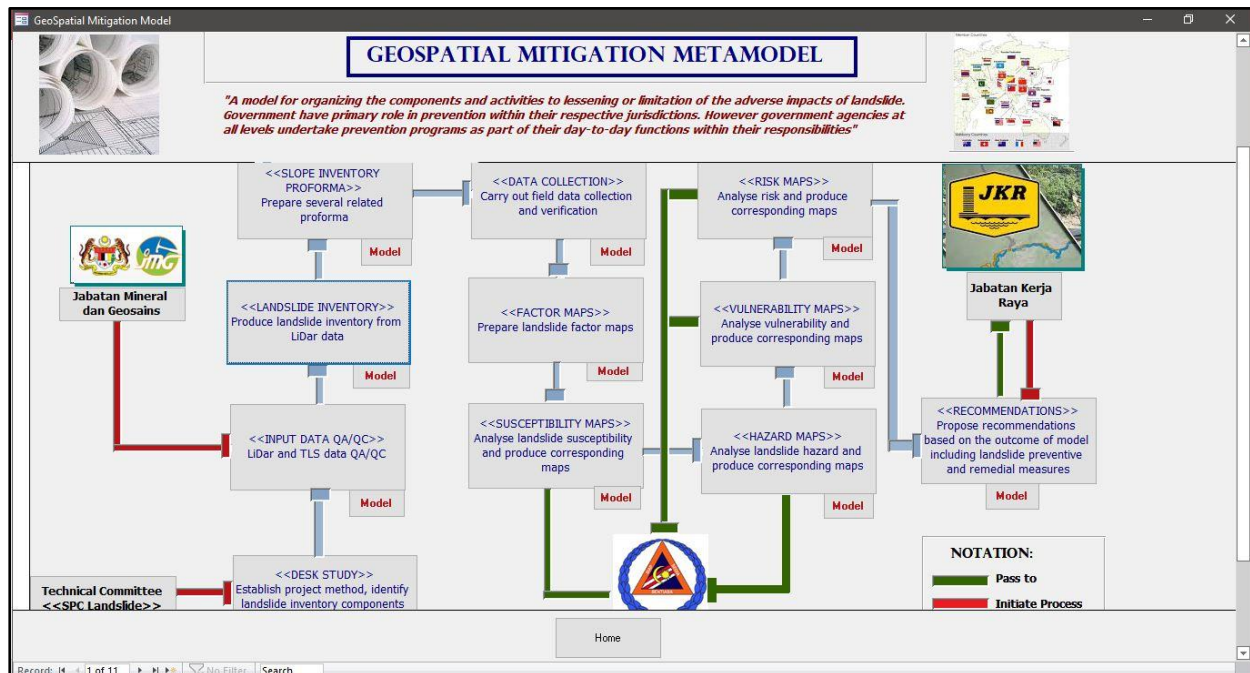 GeoSpatial Mitigation Model
GEOSPATIAL MITIGATION METAMODEL
"A model for organizing the components and activities to lessening or limitation of the adverse impacts of landslide.
Government have primary role in prevention within their respective jurisdictions. However government agencies at
all levels undertake prevention programs as part of their day-to-day functions within their responsibilities"
<<SLOPE INVENTORY
PROFORMA>>
Prepare several related
proforma
Model
<<DATA COLLECTION>>
Carry out field data collection
and verification
Model
<<RISK MAPS>>
Analyse risk and produce
corresponding maps
Model
JKR
Jabatan Kerja
Raya
JMG
Jabatan Mineral
dan Geosains
<<LANDSLIDE INVENTORY>>
Produce landslide inventory from
LiDar data
Model
<<FACTOR MAPS>>
Prepare landslide factor maps
Model
<<VULNERABILITY MAPS>>
Analyse vulnerability and
produce corresponding maps
Model
<<INPUT DATA QA/QC>>
LiDar and TLS data QA/QC
Model
<<SUSCEPTIBILITY MAPS>
Analyse landslide susceptibility
and produce corresponding
maps
Model
<<HAZARD MAPS>>
Analyse landslide hazard and
produce corresponding maps
Model
<<RECOMMENDATIONS>>
Propose recommendations
based on the outcome of model
including landslide preventive
and remedial measures
Model
Technical Committee
<<SPC Landslide>>
<<DESK STUDY>>
Establish project method, identify
landslide inventory components
NOTATION:
Pass to
Initiate Process
Home
Record: 1 of 11 No Filter Search